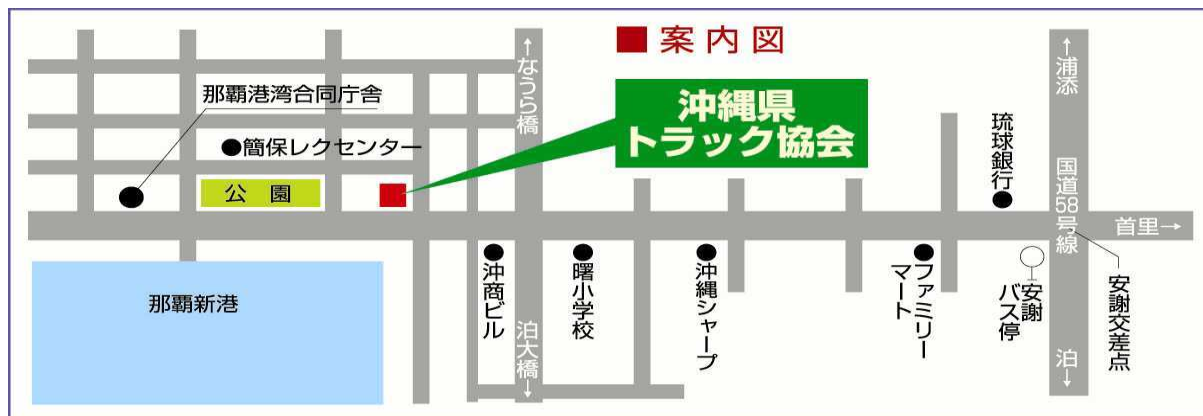 ■案内図
沖縄県
トラック協会
↑なうら橋
↑浦添
那覇港湾合同庁舎
●簡保レクセンター
公園
琉球銀行
国道58号線
首里→
那覇新港
沖商ビル
曙小学校
沖縄シャープ
ファミリー
マート
安謝
バス停
安謝交差点
泊大橋↓
泊↓